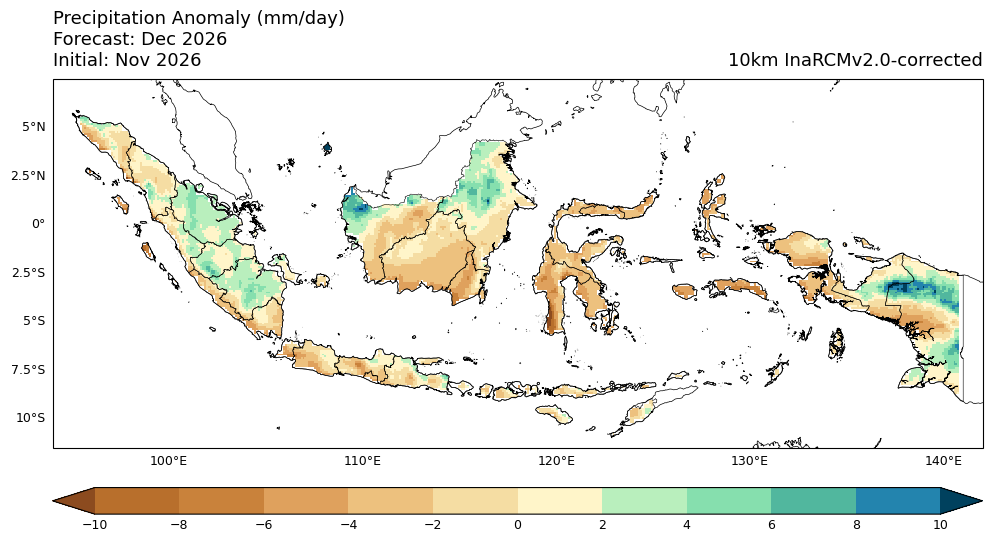 Precipitation Anomaly (mm/day)
Forecast: Dec 2026
Initial: Nov 2026
10km InaRCMv2.0-corrected
5°N
2.5°N
0°
2.5°S
5°S
7.5°S
10°S
100°E 110°E 120°E 130°E 140°E
−10 −8 −6 −4 −2 0 2 4 6 8 10